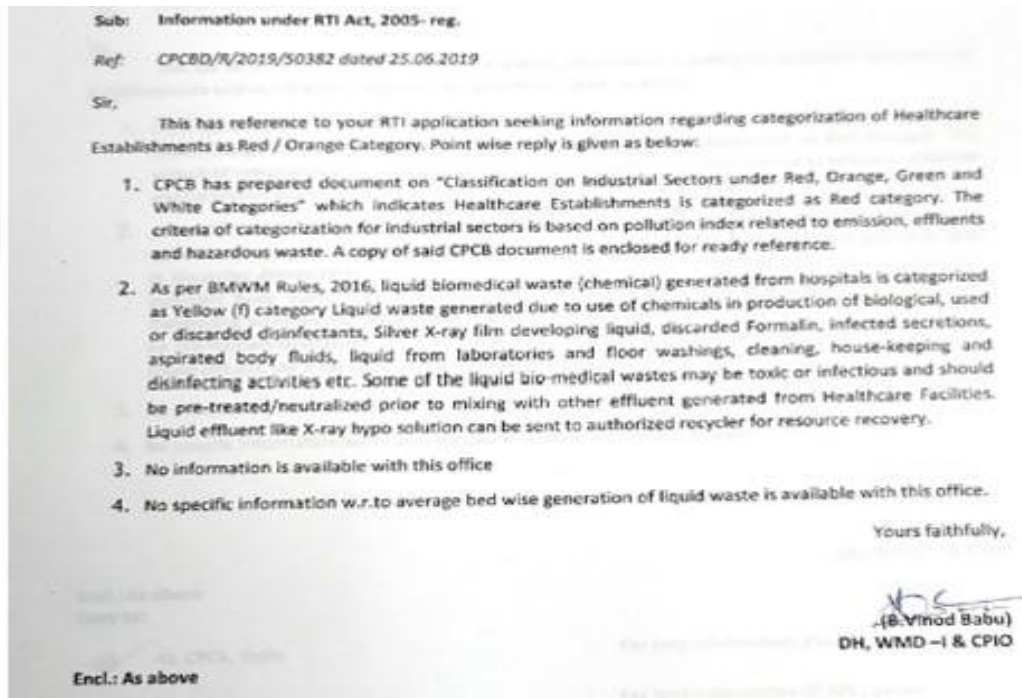 Sub: Information under RTI Act, 2005- reg.
Ref: CPCBD/R/2019/50382 dated 25.06.2019
Sir,
This has reference to your RTI application seeking information regarding categorization of Healthcare
Establishments as Red / Orange Category. Point wise reply is given as below:
1. CPCB has prepared document on "Classification on Industrial Sectors under Red, Orange, Green and
White Categories" which indicates Healthcare Establishments is categorized as Red category. The
criteria of categorization for industrial sectors is based on pollution index related to emission, effluents
and hazardous waste. A copy of said CPCB document is enclosed for ready reference.
2. As per BMWM Rules, 2016, liquid biomedical waste (chemical) generated from hospitals is categorized
as Yellow (f) category Liquid waste generated due to use of chemicals in production of biological, used
or discarded disinfectants, Silver X-ray film developing liquid, discarded Formalin, infected secretions,
aspirated body fluids, liquid from laboratories and floor washings, cleaning, house-keeping and
disinfecting activities etc. Some of the liquid bio-medical wastes may be toxic or infectious and should
be pre-treated/neutralized prior to mixing with other effluent generated from Healthcare Facilities.
Liquid effluent like X-ray hypo solution can be sent to authorized recycler for resource recovery.
3. No information is available with this office
4. No specific information w.r.to average bed wise generation of liquid waste is available with this office.
Yours faithfully,
(B.Vinod Babu)
DH, WMD –I & CPIO
Encl.: As above